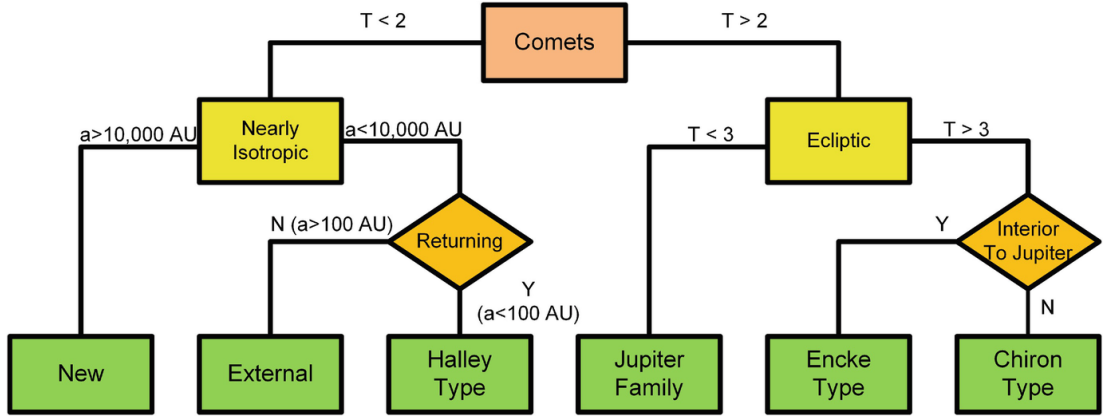 T < 2
Comets
T > 2
a>10,000 AU
Nearly
Isotropic
a<10,000 AU
T < 3
Ecliptic
T > 3
N (a>100 AU)
Returning
Y
Interior
To Jupiter
Y
(a<100 AU)
N
New
External
Halley
Type
Jupiter
Family
Encke
Type
Chiron
Type